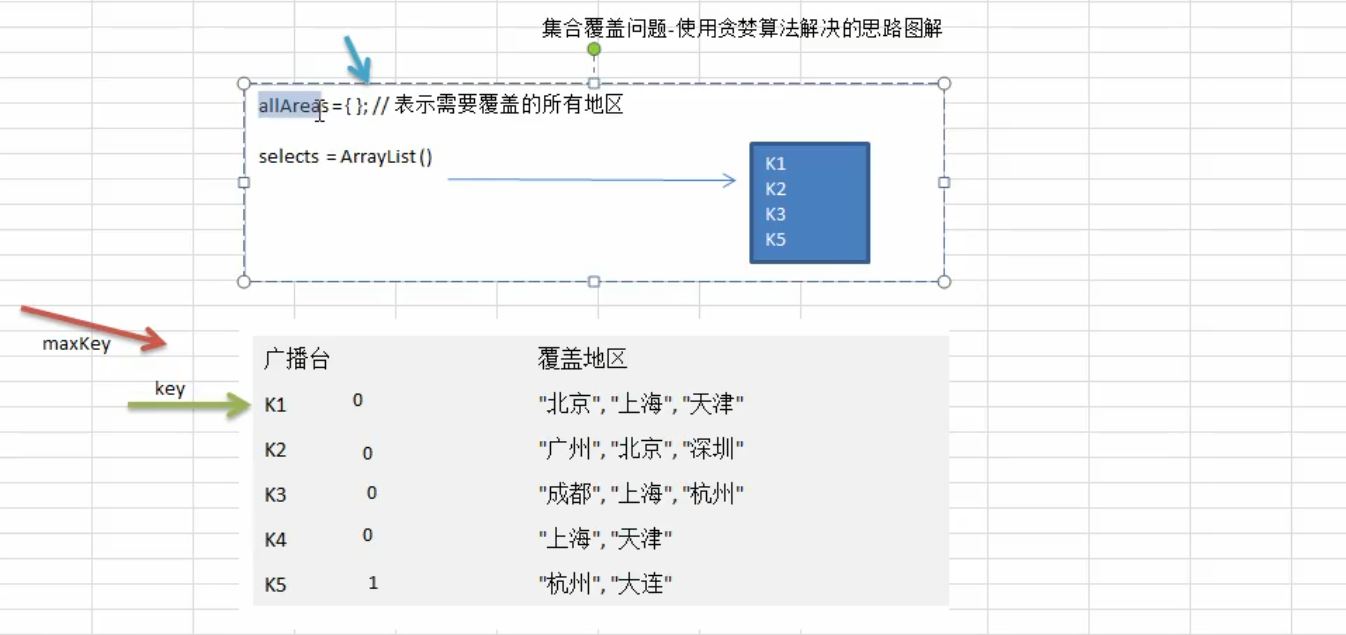 集合覆盖问题-使用贪婪算法解决的思路图解
allAreas={ }; // 表示需要覆盖的所有地区
selects = ArrayList()
K1
K2
K3
K5
maxKey
key
广播台 覆盖地区
K1 0 "北京", "上海", "天津"
K2 0 "广州", "北京", "深圳"
K3 0 "成都", "上海", "杭州"
K4 0 "上海", "天津"
K5 1 "杭州", "大连"